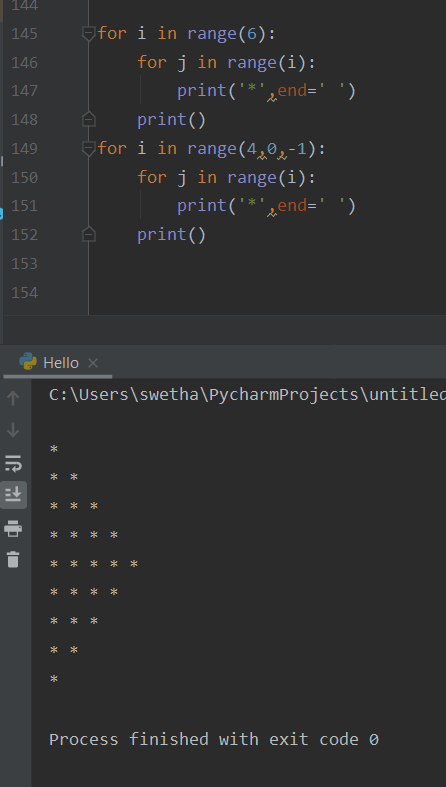 144
145 for i in range(6):
146     for j in range(i):
147         print('*',end=' ')
148     print()
149 for i in range(4,0,-1):
150     for j in range(i):
151         print('*',end=' ')
152     print()
153
154
Hello
C:\Users\swetha\PycharmProjects\untitled
*
* *
* * *
* * * *
* * * * *
* * * *
* * *
* *
*
Process finished with exit code 0